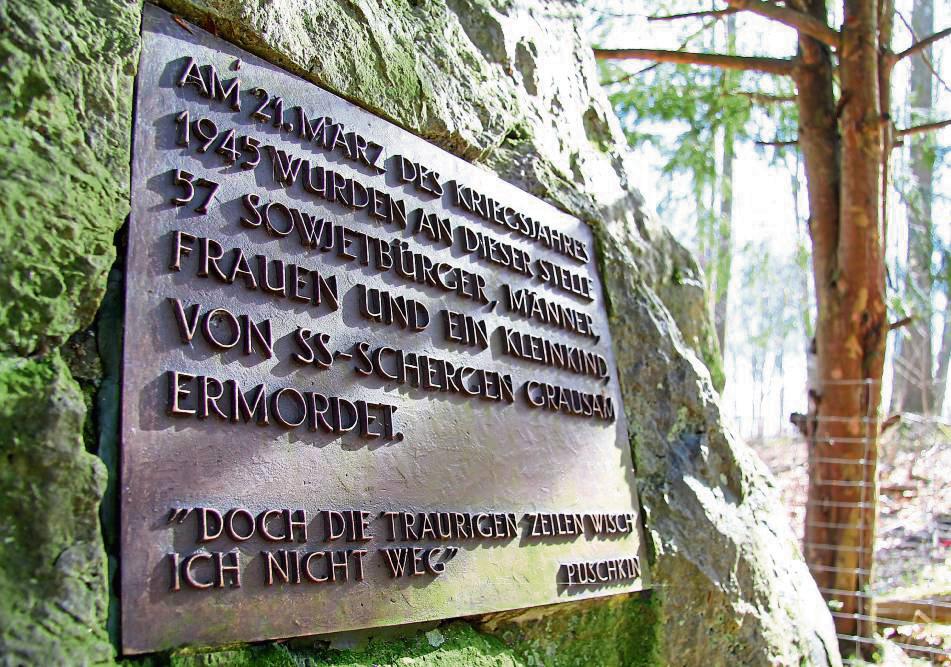 AM 21. MÄRZ DES KRIEGSJAHRES
1945 WURDEN AN DIESER STELLE
57 SOWJETBÜRGER, MÄNNER,
FRAUEN UND EIN KLEINKIND,
VON SS-SCHERGEN GRAUSAM
ERMORDET.
"DOCH DIE TRAURIGEN ZEILEN WISCH
ICH NICHT WEG"
PUSCHKIN